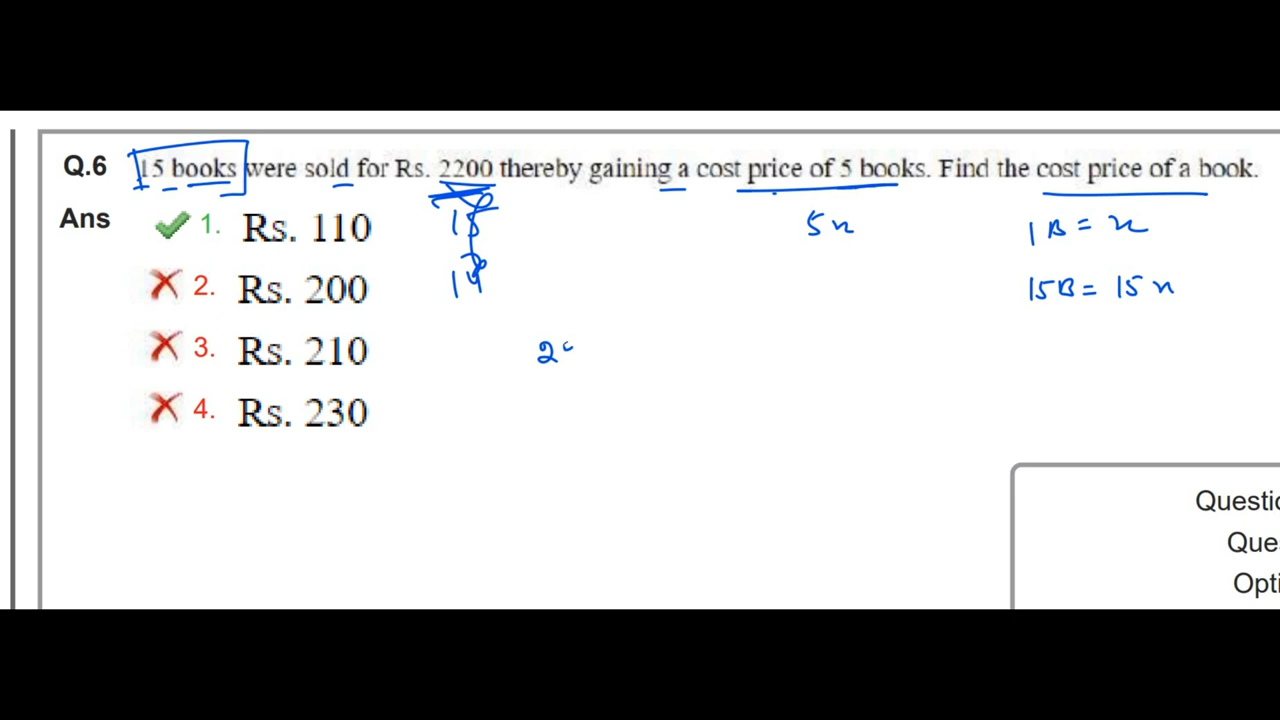 Q.6 15 books were sold for Rs. 2200 thereby gaining a cost price of 5 books. Find the cost price of a book.
Ans 1. Rs. 110
15 5x 1B = x
2. Rs. 200
14 15B = 15x
3. Rs. 210
4. Rs. 230
Questio
Que
Opti